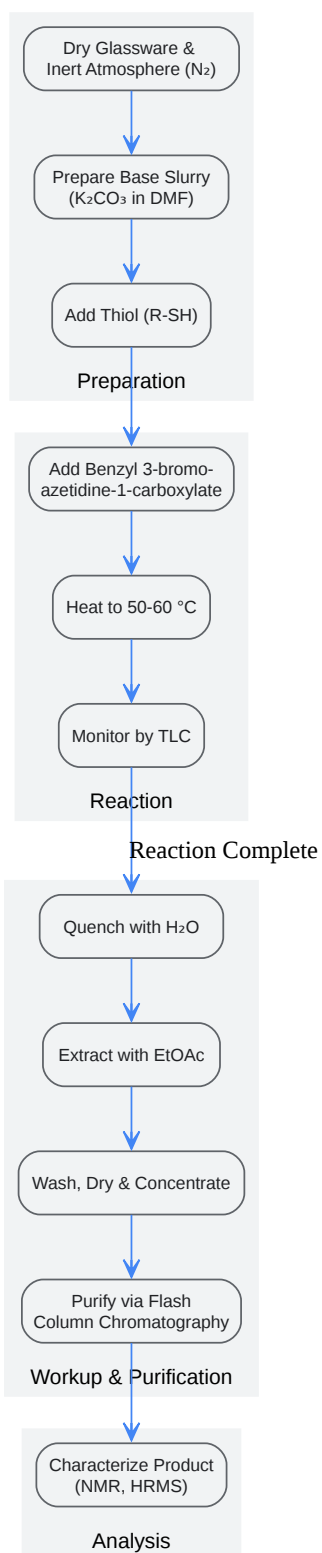 Dry Glassware &
Inert Atmosphere (N₂)
Prepare Base Slurry
(K₂CO₃ in DMF)
Add Thiol (R-SH)
Preparation
Add Benzyl 3-bromo-
azetidine-1-carboxylate
Heat to 50-60 °C
Monitor by TLC
Reaction
Reaction Complete
Quench with H₂O
Extract with EtOAc
Wash, Dry & Concentrate
Purify via Flash
Column Chromatography
Workup & Purification
Characterize Product
(NMR, HRMS)
Analysis